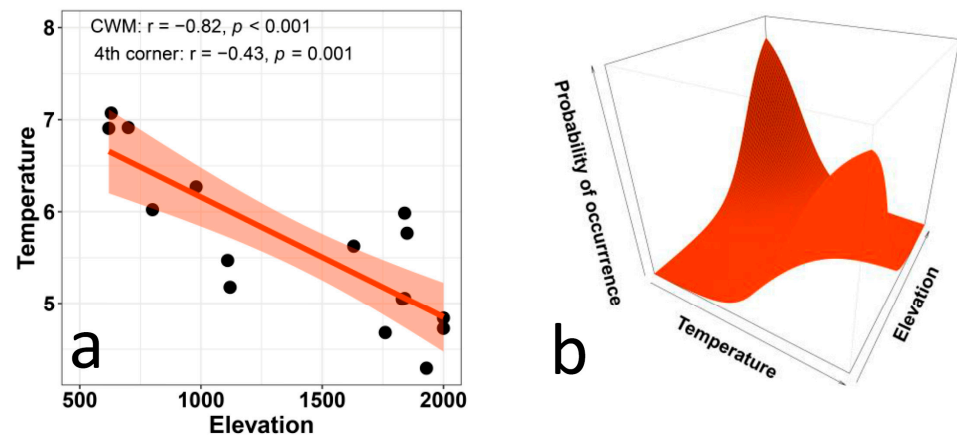 CWM: r = −0.82, p < 0.001
4th corner: r = −0.43, p = 0.001
8
7
6
5
Temperature
500 1000 1500 2000
Elevation
a
Probability of occurrrence
Temperature
Elevation
b